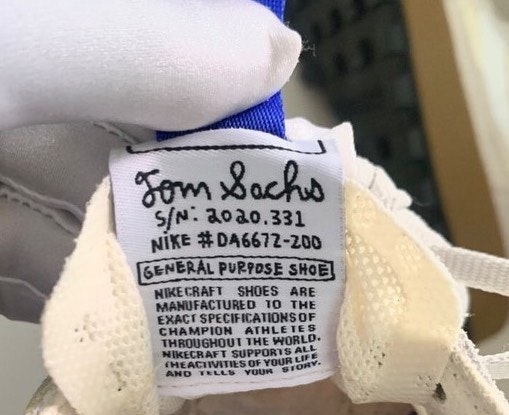 Tom Sachs
S/N: 2020.331
NIKE #DA6672-200
GENERAL PURPOSE SHOE
NIKECRAFT SHOES ARE
MANUFACTURED TO THE
EXACT SPECIFICATIONS OF
CHAMPION ATHLETES
THROUGHOUT THE WORLD.
NIKECRAFT SUPPORTS ALL
THE ACTIVITIES OF YOUR LIFE
AND TELLS YOUR STORY.